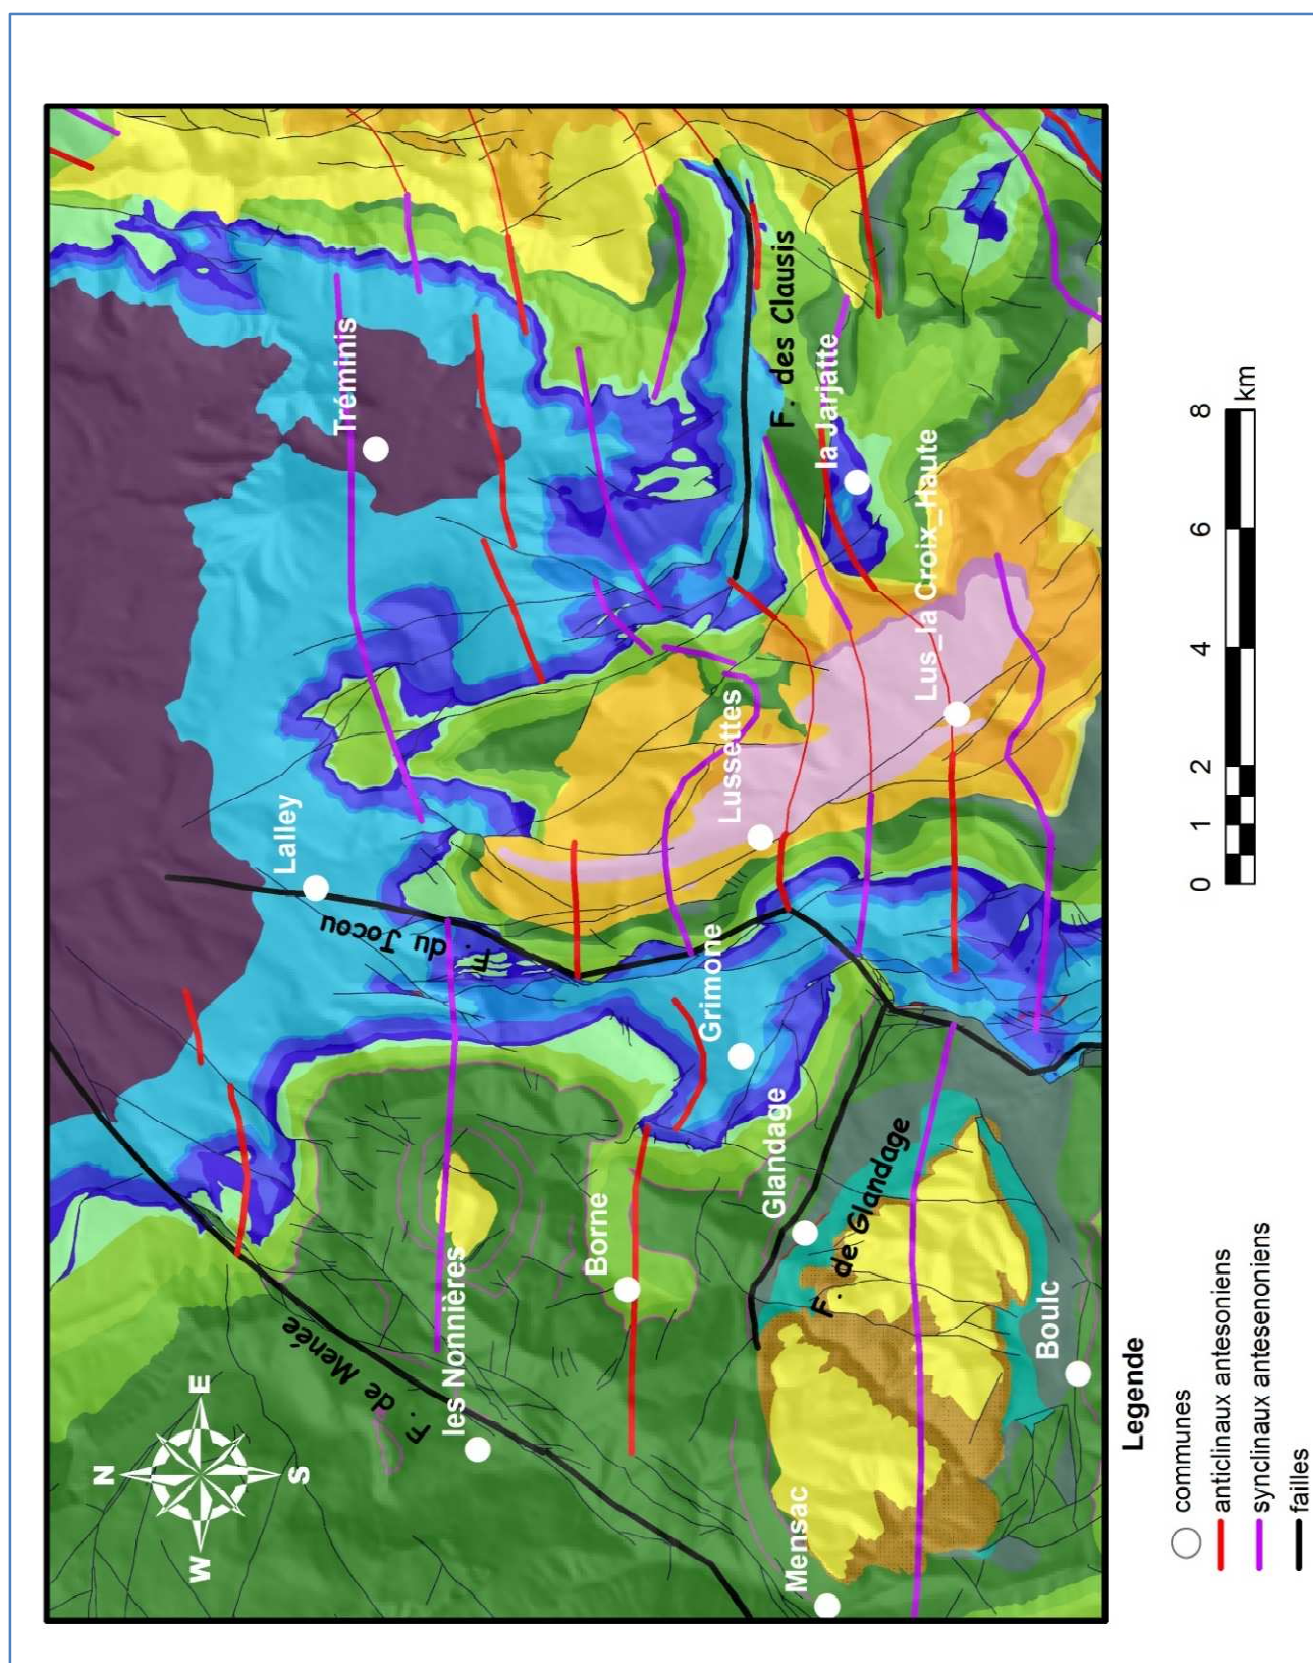 Tréminis
Lalley
F. du Jocou
F. des Clausis
la Jarjatte
Lussettes
Lus_la Croix_Haute
Grimone
Glandage
F. de Glandage
Borne
F. de Menée
les Nonnières
Mensac
Boulc
N
E
S
W
0 1 2 4 6 8
km
Legende
communes
anticlinaux antesoniens
synclinaux antesenoniens
failles